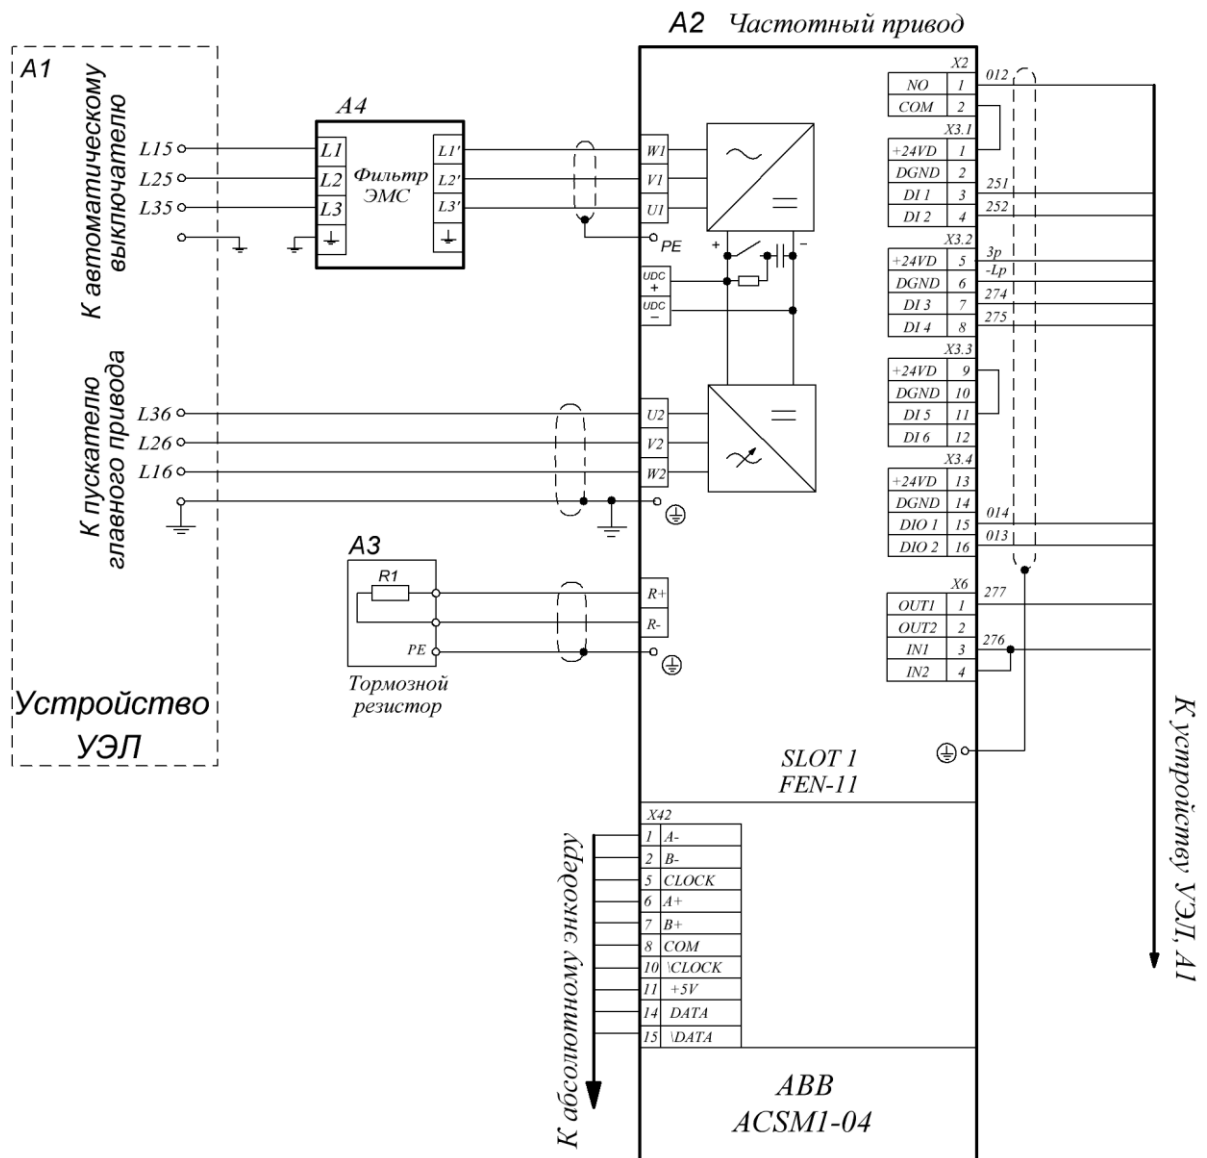 A2 Частотный привод
A1
К автоматическому
выключателю
L15
L25
L35
A4
L1
L2
L3
Фильтр
ЭМС
L1'
L2'
L3'
W1
V1
U1
PE
+
−
UDC
+
UDC
−
К пускателю
главного привода
L36
L26
L16
U2
V2
W2
A3
R1
PE
Тормозной
резистор
R+
R-
Устройство
УЭЛ
X2
NO 1 012
COM 2
X3.1
+24VD 1
DGND 2
DI 1 3 251
DI 2 4 252
X3.2
+24VD 5 3р
DGND 6 -Lр
DI 3 7 274
DI 4 8 275
X3.3
+24VD 9
DGND 10
DI 5 11
DI 6 12
X3.4
+24VD 13
DGND 14
DIO 1 15 014
DIO 2 16 013
X6
OUT1 1 277
OUT2 2
IN1 3 276
IN2 4
К устройству УЭЛ, А1
SLOT 1
FEN-11
X42
1 A-
2 B-
5 CLOCK
6 A+
7 B+
8 COM
10 \CLOCK
11 +5V
14 DATA
15 \DATA
К абсолютному энкодеру
ABB
ACSM1-04